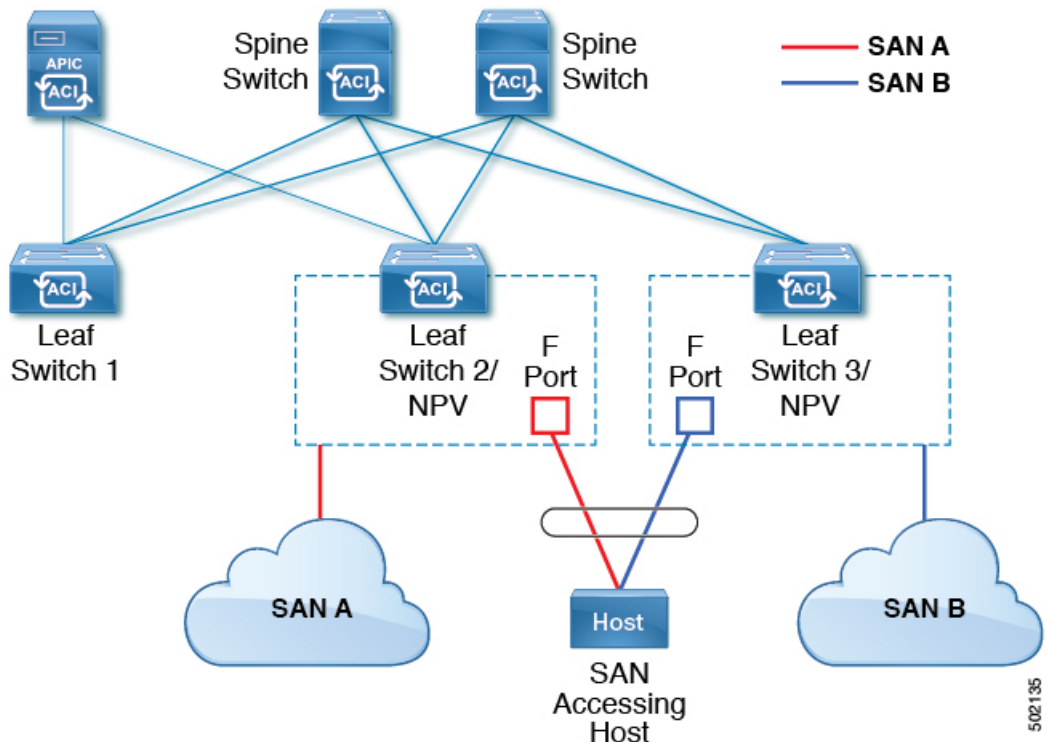 APIC
ACI
Spine
Switch
ACI
ACI
Spine
Switch
SAN A
SAN B
ACI
Leaf
Switch 1
ACI
Leaf
Switch 2/
NPV
F
Port
F
Port
ACI
Leaf
Switch 3/
NPV
SAN A
Host
SAN
Accessing
Host
SAN B
502135